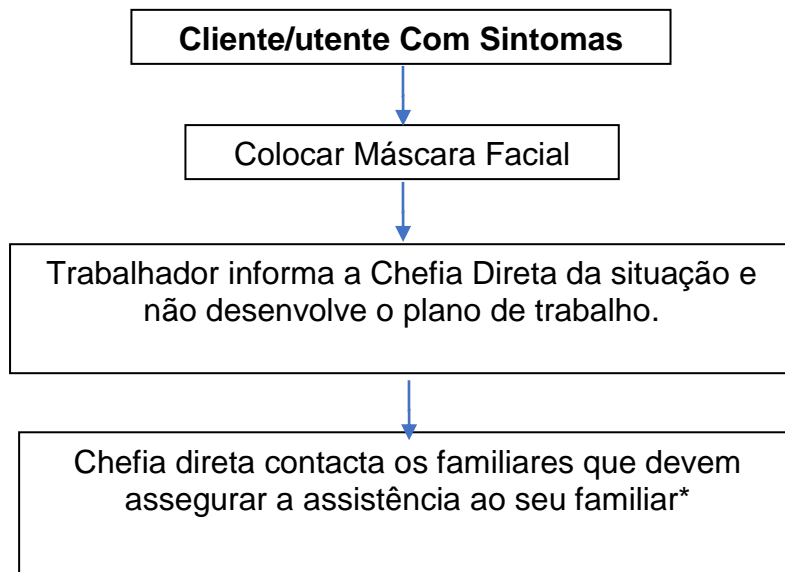 Cliente/utente Com Sintomas
Colocar Máscara Facial
Trabalhador informa a Chefia Direta da situação e
não desenvolve o plano de trabalho.
Chefia direta contacta os familiares que devem
assegurar a assistência ao seu familiar*